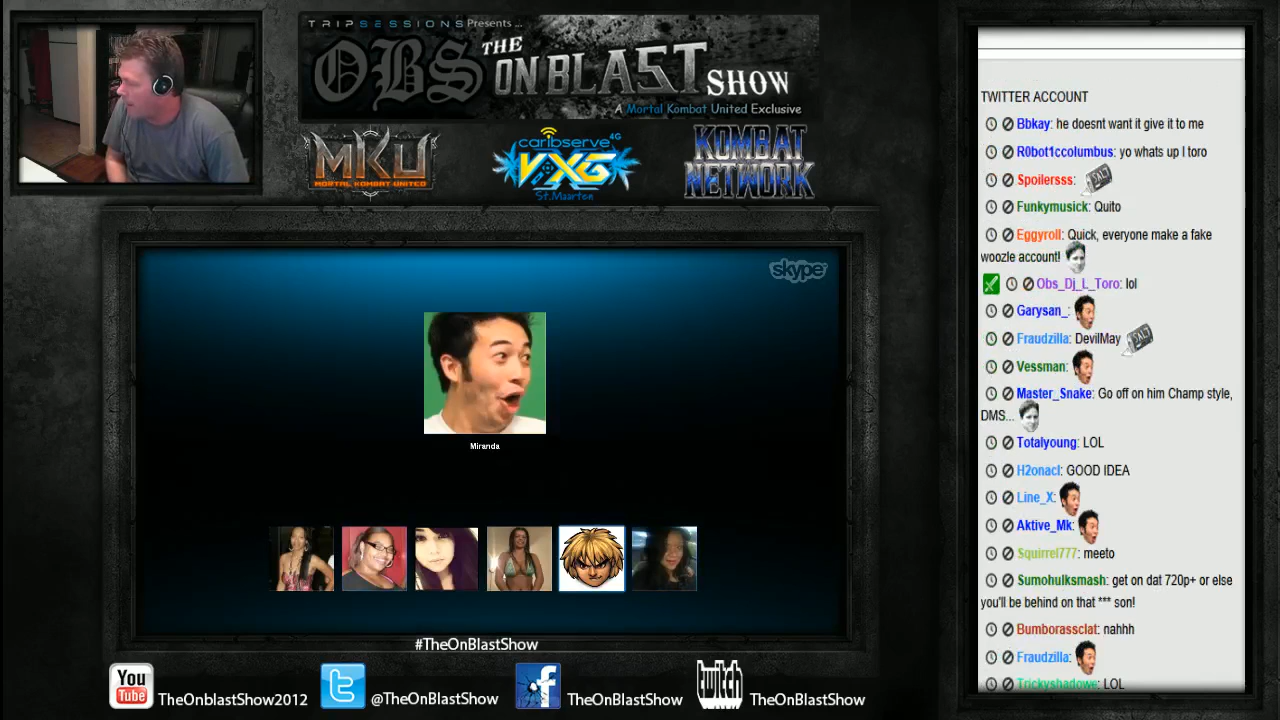 TRIPSESSIONS Presents ...
OBS THE ON BLAST SHOW
A Mortal Kombat United Exclusive
MKU
MORTAL KOMBAT UNITED
caribserve 4G
VXG
St.Maarten
KOMBAT
NETWORK
skype
Miranda
#TheOnBlastShow
You
Tube
TheOnblastShow2012
@TheOnBlastShow
TheOnBlastShow
twitch
TheOnBlastShow
TWITTER ACCOUNT
Bbkay: he doesnt want it give it to me
R0bot1ccolumbus: yo whats up l toro
Spoilersss:
SALT
Funkymusick: Quito
Eggyroll: Quick, everyone make a fake
woozle account!
Obs_Dj_L_Toro: lol
Garysan_:
Fraudzilla: DevilMay
SALT
Vessman:
Master_Snake: Go off on him Champ style,
DMS...
Totalyoung: LOL
H2onacl: GOOD IDEA
Line_X:
Aktive_Mk:
Squirrel777: meeto
Sumohulksmash: get on dat 720p+ or else
you'll be behind on that *** son!
Bumborassclat: nahhh
Fraudzilla:
Trickyshadowe: LOL